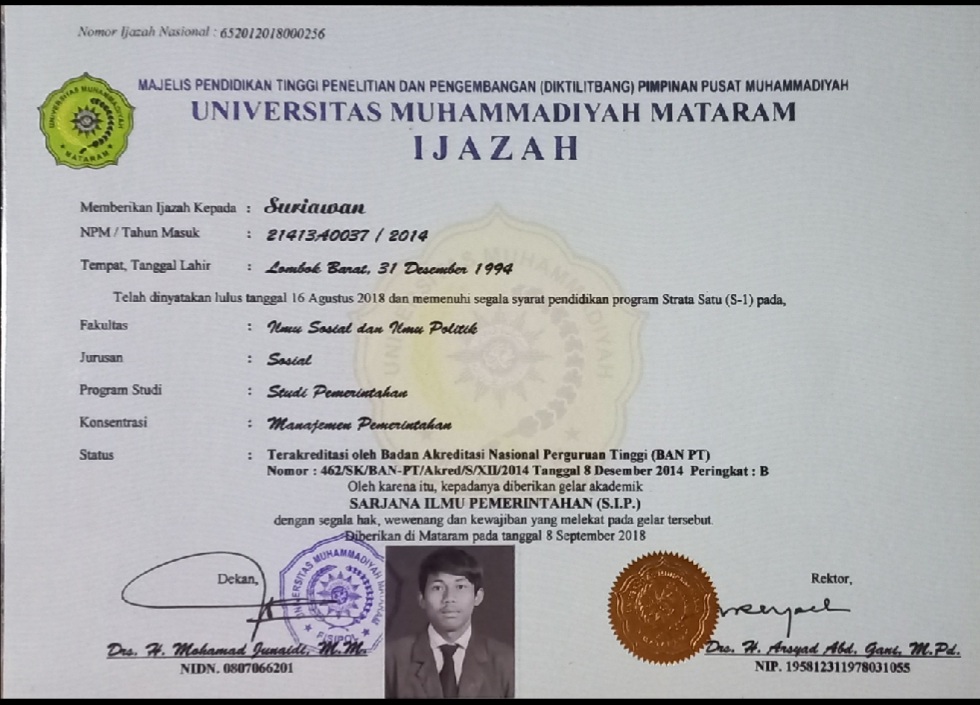 Nomor Ijazah Nasional : 652012018000256
MAJELIS PENDIDIKAN TINGGI PENELITIAN DAN PENGEMBANGAN (DIKTILITBANG) PIMPINAN PUSAT MUHAMMADIYAH
UNIVERSITAS MUHAMMADIYAH MATARAM
UNIVERSITAS MUHAMMADIYAH MATARAM
IJAZAH
Memberikan Ijazah Kepada : Suriawan
NPM / Tahun Masuk : 21413A0037 / 2014
Tempat, Tanggal Lahir : Lombok Barat, 31 Desember 1994
Telah dinyatakan lulus tanggal 16 Agustus 2018 dan memenuhi segala syarat pendidikan program Strata Satu (S-1) pada,
Fakultas : Ilmu Sosial dan Ilmu Politik
Jurusan : Sosial
Program Studi : Studi Pemerintahan
Konsentrasi : Manajemen Pemerintahan
Status : Terakreditasi oleh Badan Akreditasi Nasional Perguruan Tinggi (BAN PT)
Nomor : 462/SK/BAN-PT/Akred/S/XII/2014 Tanggal 8 Desember 2014 Peringkat : B
Oleh karena itu, kepadanya diberikan gelar akademik
SARJANA ILMU PEMERINTAHAN (S.I.P.)
dengan segala hak, wewenang dan kewajiban yang melekat pada gelar tersebut.
Diberikan di Mataram pada tanggal 8 September 2018
Dekan,
UNIVERSITAS MUHAMMADIYAH MATARAM
FISIPOL
Drs. H. Mohamad Junaidi, M.M.
NIDN. 0807066201
Rektor,
Drs. H. Arsyad Abd. Gani, M.Pd.
NIP. 195812311978031055